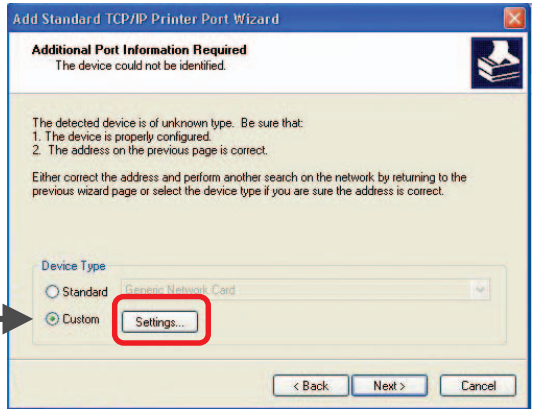 Add Standard TCP/IP Printer Port Wizard
Additional Port Information Required
The device could not be identified.
The detected device is of unknown type. Be sure that:
1. The device is properly configured.
2. The address on the previous page is correct.
Either correct the address and perform another search on the network by returning to the
previous wizard page or select the device type if you are sure the address is correct.
Device Type
Standard
Generic Network Card
Custom
Settings...
< Back
Next >
Cancel